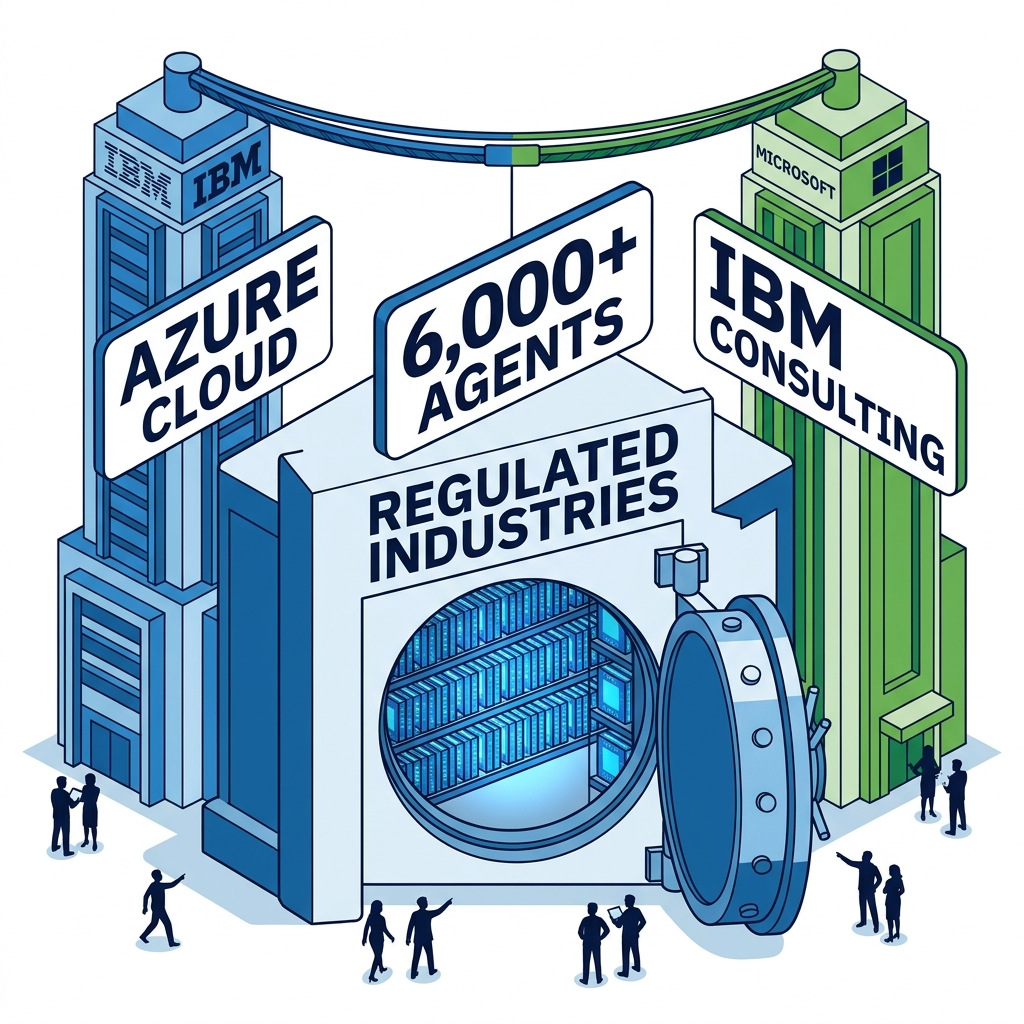 IBM
IBM
MICROSOFT
AZURE
CLOUD
6,000+
AGENTS
IBM
CONSULTING
REGULATED
INDUSTRIES